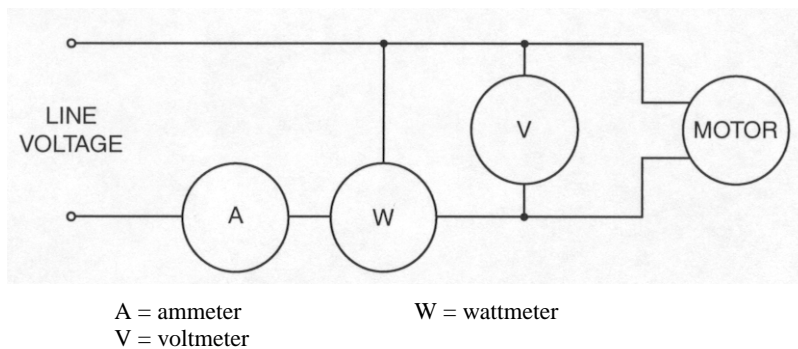 LINE
VOLTAGE
A
W
V
MOTOR
A = ammeter
W = wattmeter
V = voltmeter